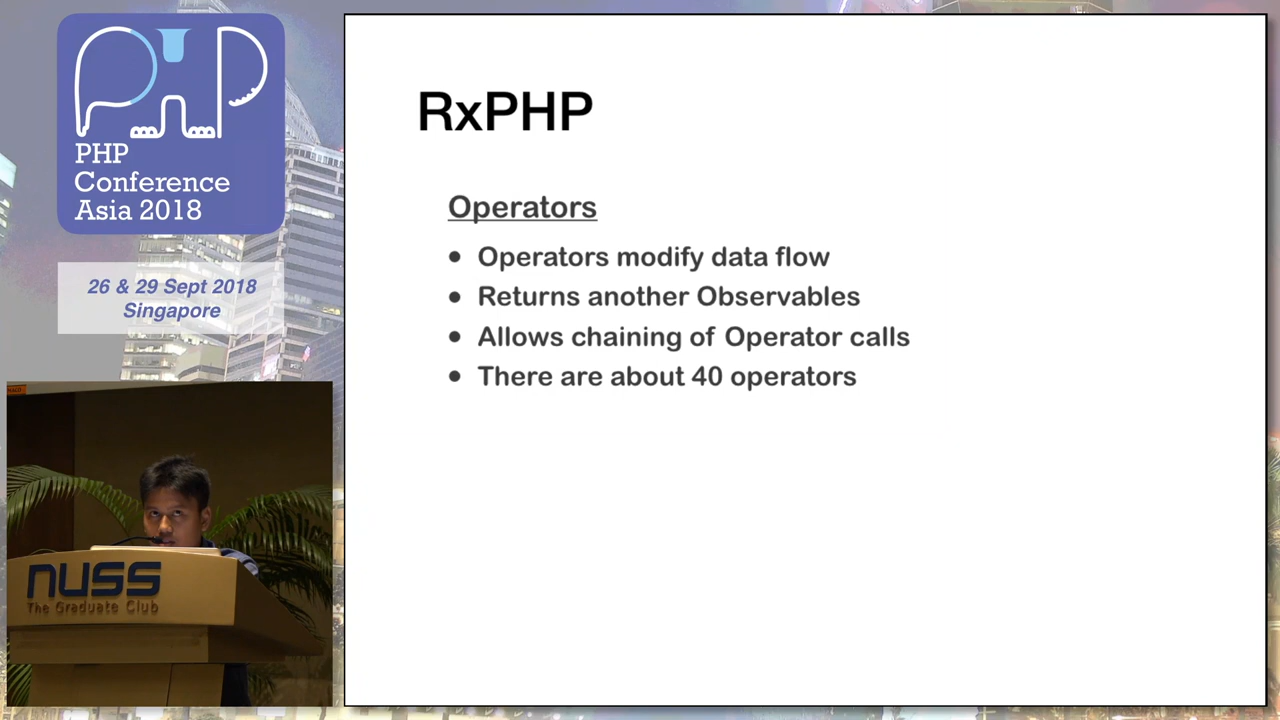 PHP
Conference
Asia 2018
26 & 29 Sept 2018
Singapore
nuss
The Graduate Club
RxPHP
Operators
• Operators modify data flow
• Returns another Observables
• Allows chaining of Operator calls
• There are about 40 operators